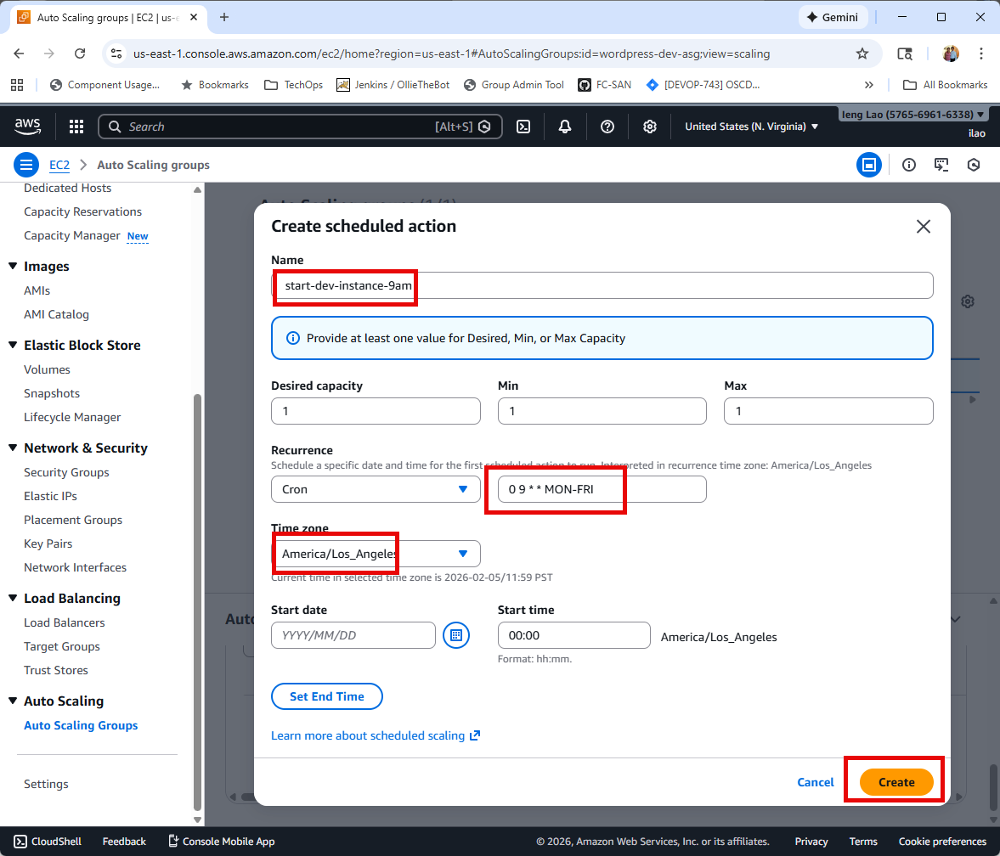 Auto Scaling groups | EC2 | us-e
Gemini
us-east-1.console.aws.amazon.com/ec2/home?region=us-east-1#AutoScalingGroups:id=wordpress-dev-asg;view=scaling
Component Usage...
Bookmarks
TechOps
Jenkins / OllieTheBot
Group Admin Tool
FC-SAN
[DEVOP-743] OSCD...
All Bookmarks
aws
Search
[Alt+S]
United States (N. Virginia)
Ieng Lao (5765-6961-6338)
ilao
EC2
Auto Scaling groups
Dedicated Hosts
Capacity Reservations
Capacity Manager New
Images
AMIs
AMI Catalog
Elastic Block Store
Volumes
Snapshots
Lifecycle Manager
Network & Security
Security Groups
Elastic IPs
Placement Groups
Key Pairs
Network Interfaces
Load Balancing
Load Balancers
Target Groups
Trust Stores
Auto Scaling
Auto Scaling Groups
Settings
Auto Scaling groups (1/1)
Create scheduled action
Name
start-dev-instance-9am
Provide at least one value for Desired, Min, or Max Capacity
Desired capacity
Min
Max
1
1
1
Recurrence
Schedule a specific date and time for the first scheduled action to run. Interpreted in recurrence time zone: America/Los_Angeles
Cron
0 9 * * MON-FRI
Time zone
America/Los_Angeles
Current time in selected time zone is 2026-02-05/11:59 PST
Start date
Start time
YYYY/MM/DD
00:00
America/Los_Angeles
Format: hh:mm.
Set End Time
Learn more about scheduled scaling
Cancel
Create
Auto
CloudShell
Feedback
Console Mobile App
© 2026, Amazon Web Services, Inc. or its affiliates.
Privacy
Terms
Cookie preferences